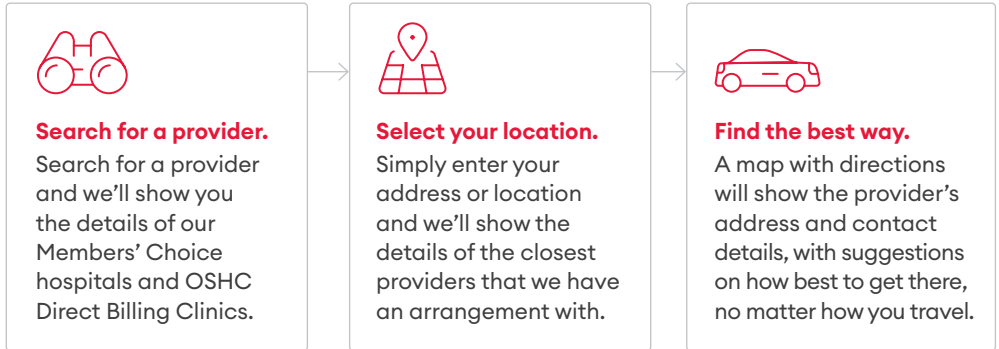 Search for a provider.
Search for a provider
and we’ll show you
the details of our
Members’ Choice
hospitals and OSHC
Direct Billing Clinics.
Select your location.
Simply enter your
address or location
and we’ll show the
details of the closest
providers that we have
an arrangement with.
Find the best way.
A map with directions
will show the provider’s
address and contact
details, with suggestions
on how best to get there,
no matter how you travel.